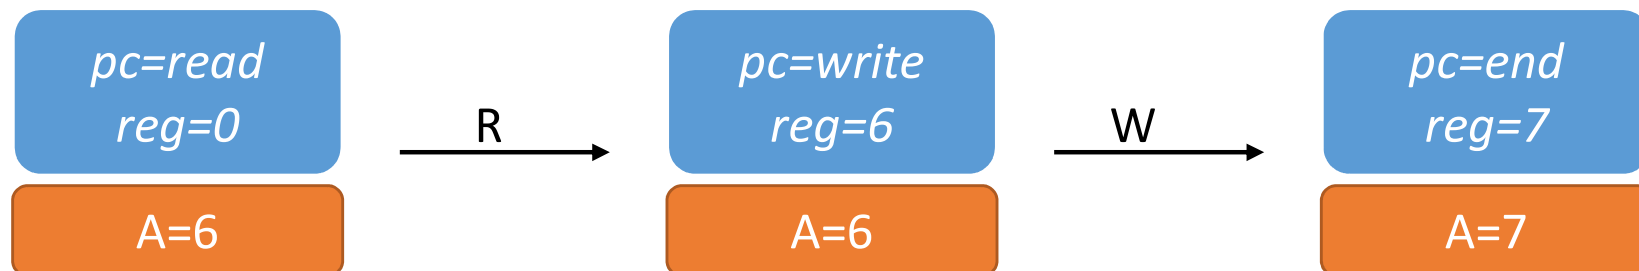 pc=read
reg=0
A=6
R
pc=write
reg=6
A=6
W
pc=end
reg=7
A=7